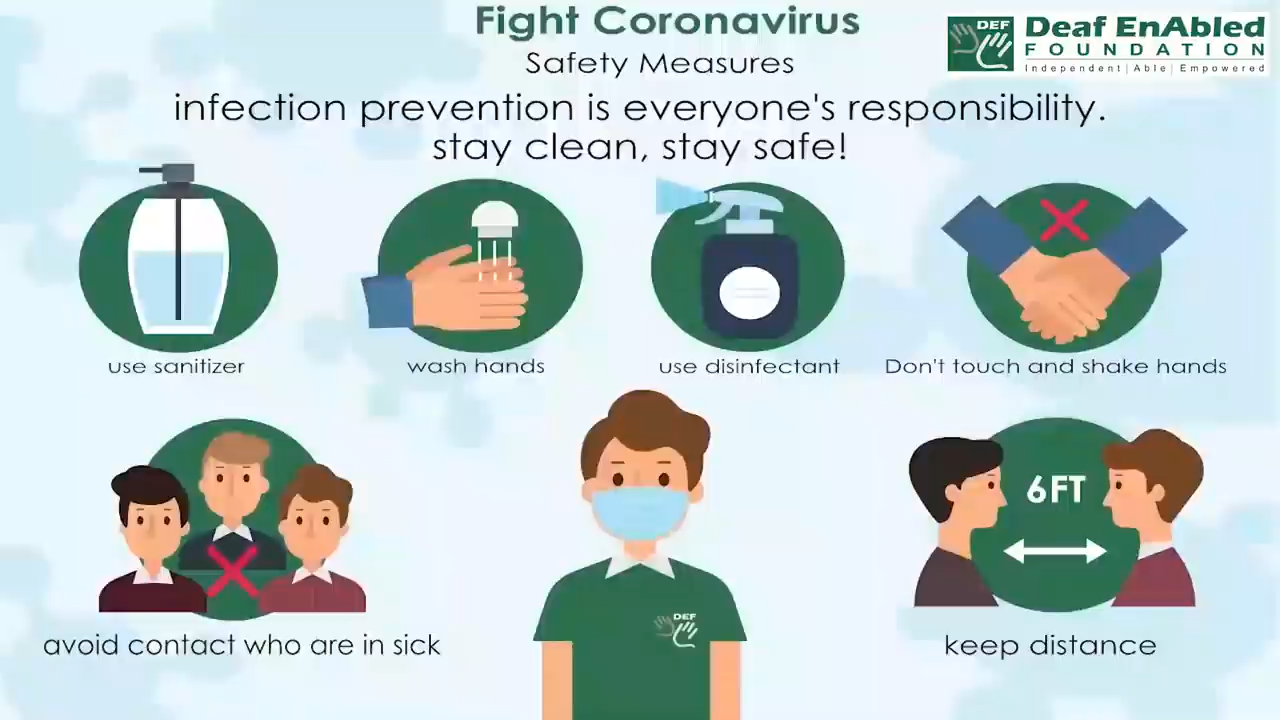 Fight Coronavirus
Safety Measures
DEF
Deaf EnAbled
FOUNDATION
Independent | Able | Empowered
infection prevention is everyone's responsibility.
stay clean, stay safe!
use sanitizer
wash hands
use disinfectant
Don't touch and shake hands
6FT
DEF
avoid contact who are in sick
keep distance